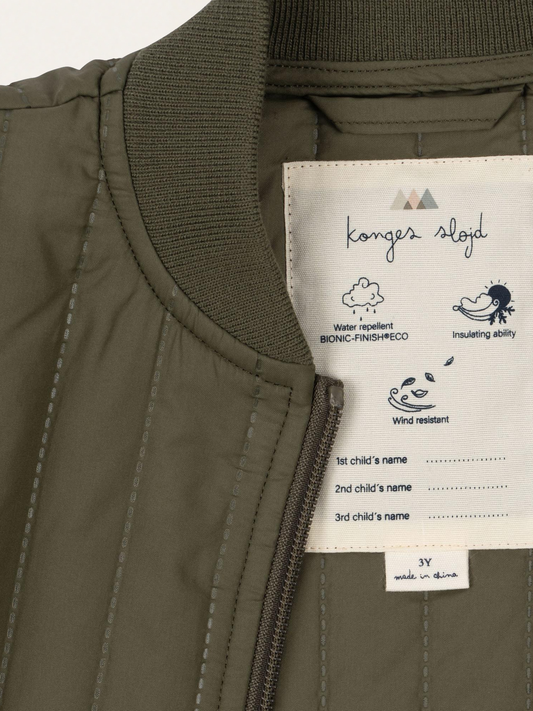 konges sløjd
Water repellent
BIONIC-FINISH®ECO
Insulating ability
Wind resistant
1st child's name ....................
2nd child's name ....................
3rd child's name ....................
3Y
made in china